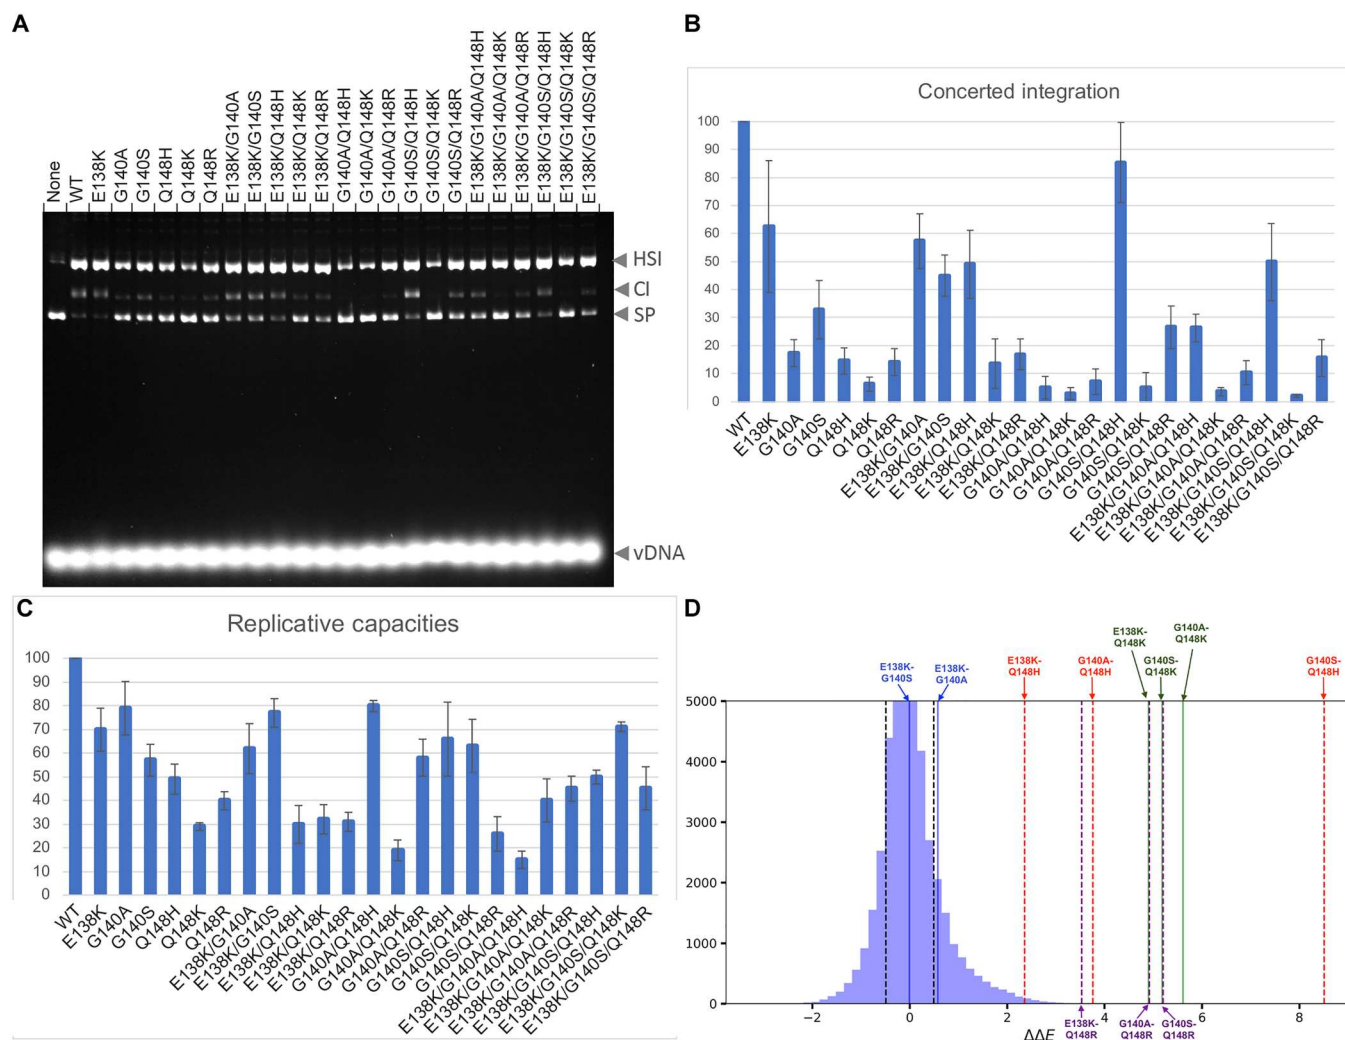 A
None
WT
E138K
G140A
G140S
Q148H
Q148K
Q148R
E138K/G140A
E138K/G140S
E138K/Q148H
E138K/Q148K
E138K/Q148R
G140A/Q148H
G140A/Q148K
G140A/Q148R
G140S/Q148H
G140S/Q148K
G140S/Q148R
E138K/G140A/Q148H
E138K/G140A/Q148K
E138K/G140A/Q148R
E138K/G140S/Q148H
E138K/G140S/Q148K
E138K/G140S/Q148R
HSI
CI
SP
vDNA
B
Concerted integration
100
90
80
70
60
50
40
30
20
10
0
WT
E138K
G140A
G140S
Q148H
Q148K
Q148R
E138K/G140A
E138K/G140S
E138K/Q148H
E138K/Q148K
E138K/Q148R
G140A/Q148H
G140A/Q148K
G140A/Q148R
G140S/Q148H
G140S/Q148K
G140S/Q148R
E138K/G140A/Q148H
E138K/G140A/Q148K
E138K/G140A/Q148R
E138K/G140S/Q148H
E138K/G140S/Q148K
E138K/G140S/Q148R
C
Replicative capacities
100
90
80
70
60
50
40
30
20
10
0
WT
E138K
G140A
G140S
Q148H
Q148K
Q148R
E138K/G140A
E138K/G140S
E138K/Q148H
E138K/Q148K
E138K/Q148R
G140A/Q148H
G140A/Q148K
G140A/Q148R
G140S/Q148H
G140S/Q148K
G140S/Q148R
E138K/G140A/Q148H
E138K/G140A/Q148K
E138K/G140A/Q148R
E138K/G140S/Q148H
E138K/G140S/Q148K
E138K/G140S/Q148R
D
E138K-
G140S
E138K-
G140A
E138K-
Q148H
E138K-
Q148K
G140A-
Q148H
G140S-
Q148K
G140A-
Q148K
G140S-
Q148H
5000
4000
3000
2000
1000
0
−2
0
2
4
6
8
E138K-
Q148R
G140A-
Q148R
G140S-
Q148R
ΔΔE